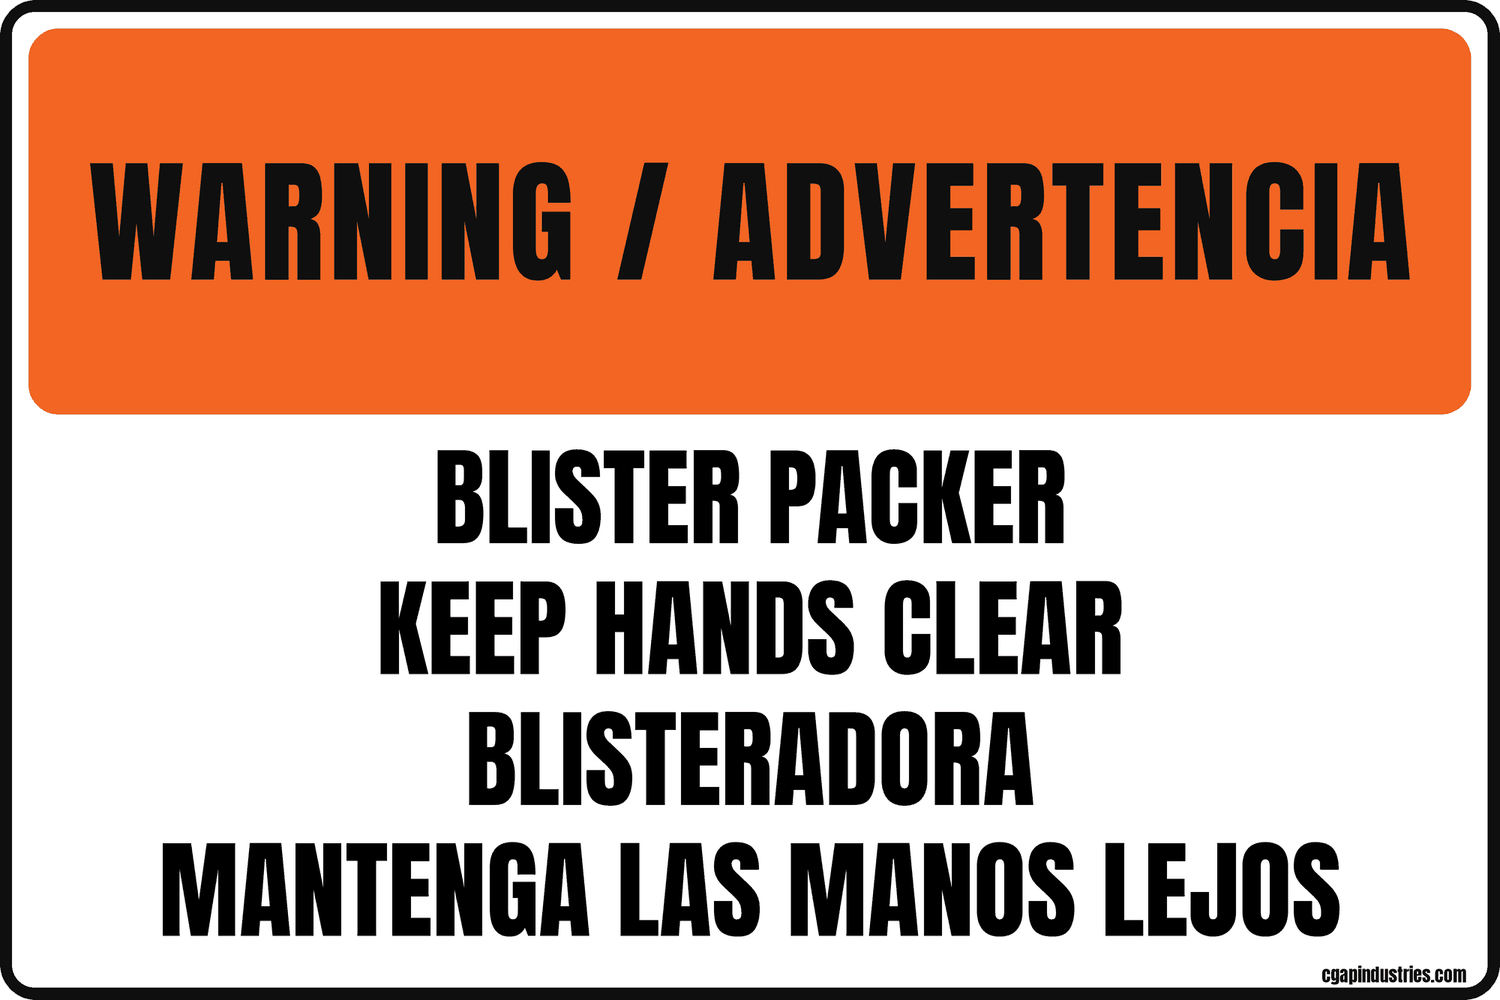 WARNING / ADVERTENCIA
BLISTER PACKER
KEEP HANDS CLEAR
BLISTERADORA
MANTENGA LAS MANOS LEJOS
cgapindustries.com